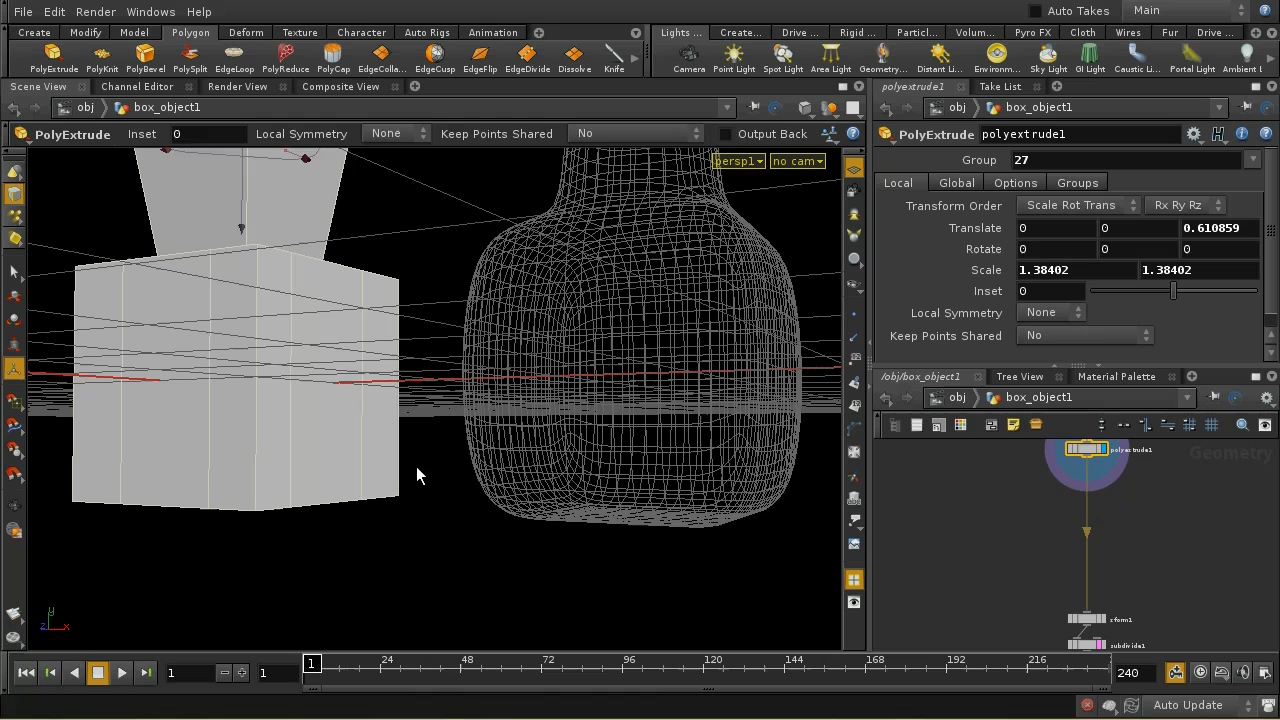 File Edit Render Windows Help Auto Takes Main
Create Modify Model Polygon Deform Texture Character Auto Rigs Animation Lights ... Create... Drive ... Rigid ... Particl... Volum... Pyro FX Cloth Wires Fur Drive ...
PolyExtrude PolyKnit PolyBevel PolySplit EdgeLoop PolyReduce PolyCap EdgeColla... EdgeCusp EdgeFlip EdgeDivide Dissolve Knife Camera Point Light Spot Light Area Light Geometry... Distant Li... Environm... Sky Light GI Light Caustic Li... Portal Light Ambient L
Scene View Channel Editor Render View Composite View polyextrude1 Take List
obj box_object1 obj box_object1
PolyExtrude Inset 0 Local Symmetry None Keep Points Shared No Output Back PolyExtrude polyextrude1
persp1 no cam Group 27
Local Global Options Groups
Transform Order Scale Rot Trans Rx Ry Rz
Translate 0 0 0.610859
Rotate 0 0 0
Scale 1.38402 1.38402
Inset 0
Local Symmetry None
Keep Points Shared No
/obj/box_object1 Tree View Material Palette
obj box_object1
polyextrude1 Geometry
xform1
subdivide1
y
z x
1 1 1 24 48 72 96 120 144 168 192 216 240
Auto Update